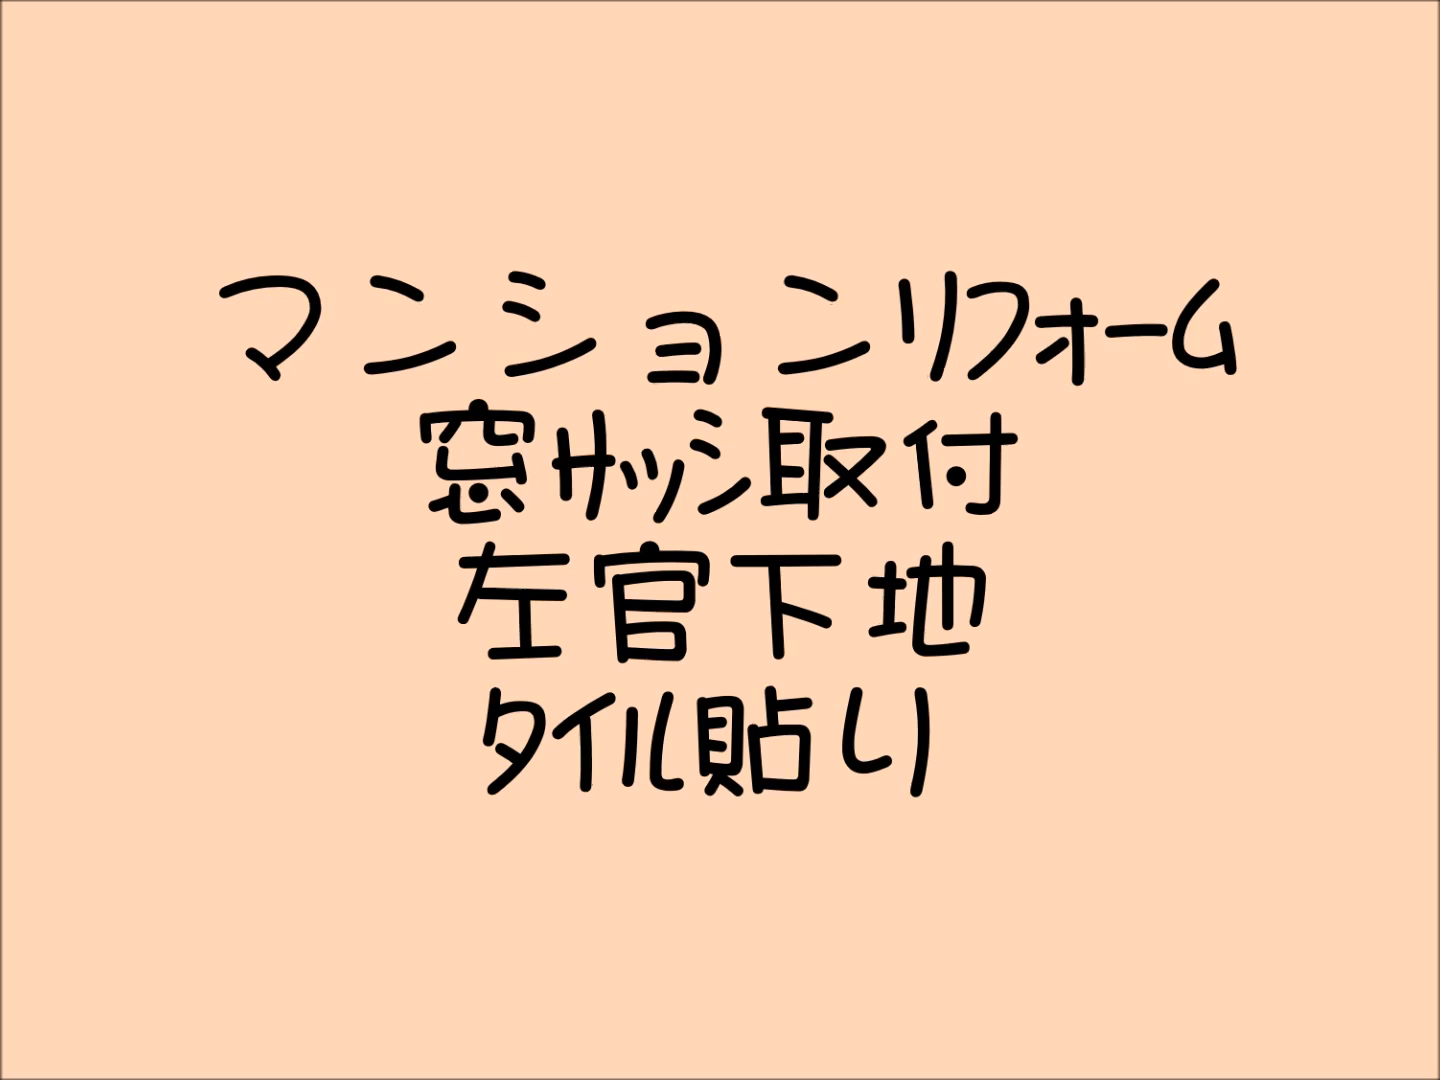 マンションリフォーム
窓サッシ取付
左官下地
タイル貼り